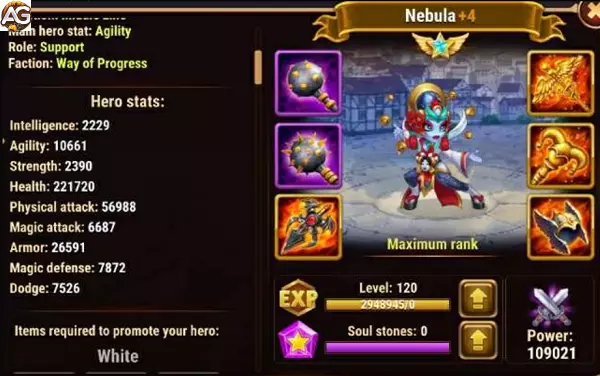 AG
Nebula+4
Main hero stat: Agility
Role: Support
Faction: Way of Progress
Hero stats:
Intelligence: 2229
Agility: 10661
Strength: 2390
Health: 221720
Physical attack: 56988
Magic attack: 6687
Armor: 26591
Magic defense: 7872
Dodge: 7526
Items required to promote your hero:
White
Maximum rank
EXP
Level: 120
2948945/0
Soul stones: 0
Power:
109021